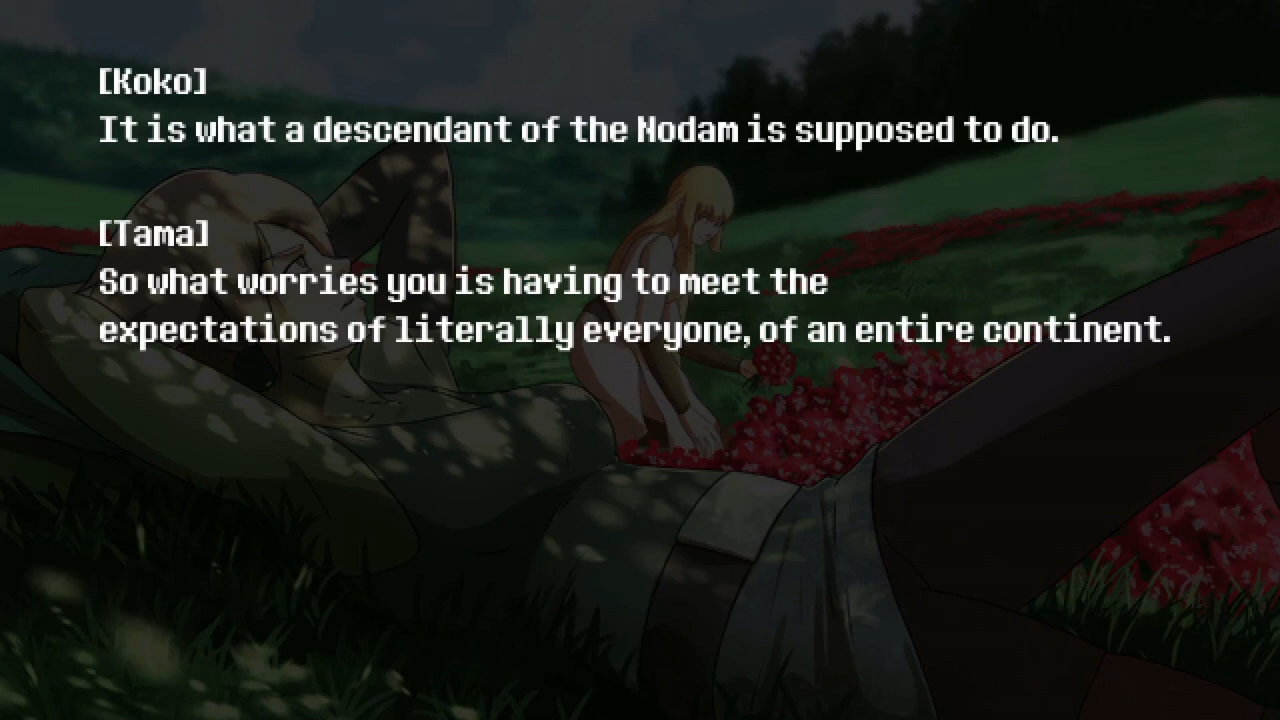 [Koko]
It is what a descendant of the Nodam is supposed to do.
[Tama]
So what worries you is having to meet the
expectations of literally everyone, of an entire continent.